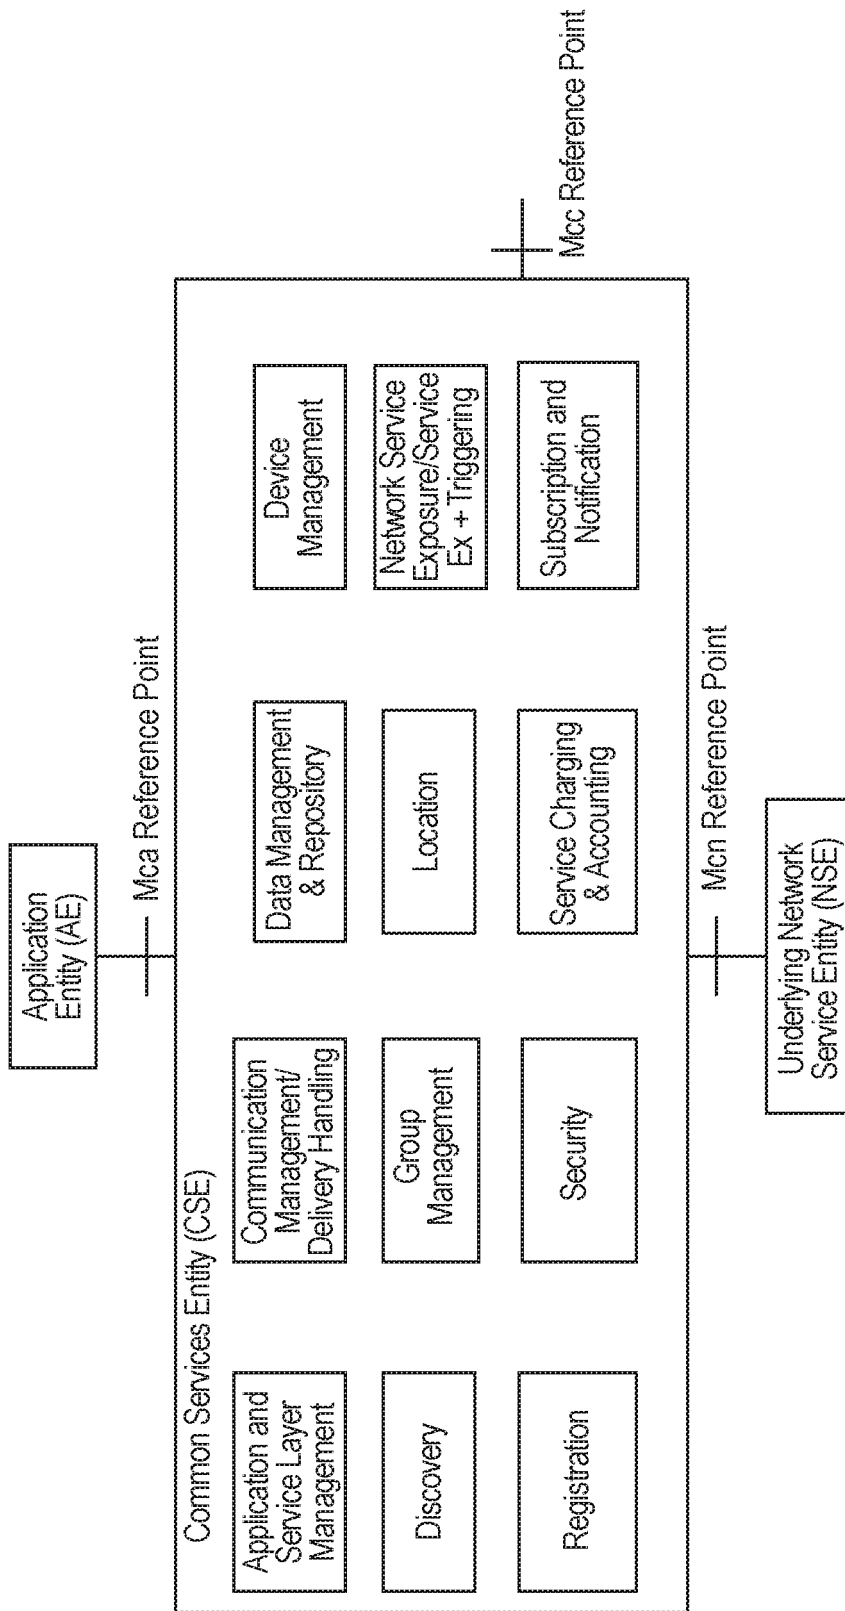 Application
Entity (AE)
Mca Reference Point
Common Services Entity (CSE)
Application and
Service Layer
Management
Communication
Management/
Delivery Handling
Data Management
& Repository
Device
Management
Discovery
Group
Management
Location
Network Service
Exposure/Service
Ex + Triggering
Registration
Security
Service Charging
& Accounting
Subscription and
Notification
Mcc Reference Point
Mcn Reference Point
Underlying Network
Service Entity (NSE)